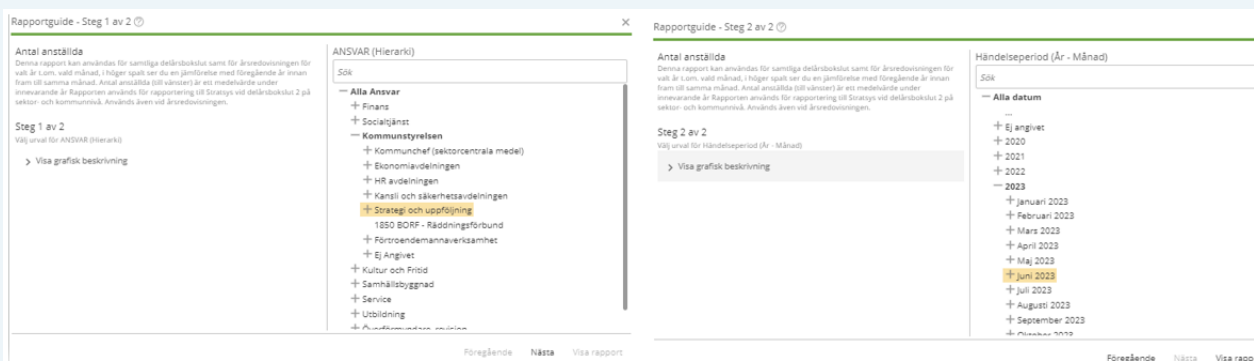 Rapportguide - Steg 1 av 2
Antal anställda
Denna rapport kan användas för samtliga delårsbokslut samt för årsredovisningen för
valt år t.om. vald månad, i höger spalt ser du en jämförelse med föregående år innan
fram till samma månad. Antal anställda (till vänster) är ett medelvärde under
innevarande år Rapporten används för rapportering till Stratsys vid delårsbokslut 2 på
sektor- och kommunnivå. Används även vid årsredovisningen.
Steg 1 av 2
Välj urval för ANSVAR (Hierarki)
Visa grafisk beskrivning
ANSVAR (Hierarki)
Sök
Alla Ansvar
Finans
Socialtjänst
Kommunstyrelsen
Kommunchef (sektorcentrala medel)
Ekonomiavdelningen
HR avdelningen
Kansli och säkerhetsavdelningen
Strategi och uppföljning
1850 BORF - Räddningsförbund
Förtroendemannaverksamhet
Ej Angivet
Kultur och Fritid
Samhällsbyggnad
Service
Utbildning
Överförmyndare, revision
Föregående Nästa Visa rapport
Rapportguide - Steg 2 av 2
Antal anställda
Denna rapport kan användas för samtliga delårsbokslut samt för årsredovisningen för
valt år t.om. vald månad, i höger spalt ser du en jämförelse med föregående år innan
fram till samma månad. Antal anställda (till vänster) är ett medelvärde under
innevarande år Rapporten används för rapportering till Stratsys vid delårsbokslut 2 på
sektor- och kommunnivå. Används även vid årsredovisningen.
Steg 2 av 2
Välj urval för Händelseperiod (År - Månad)
Visa grafisk beskrivning
Händelseperiod (År - Månad)
Sök
Alla datum
...
Ej angivet
2020
2021
2022
2023
Januari 2023
Februari 2023
Mars 2023
April 2023
Maj 2023
Juni 2023
Juli 2023
Augusti 2023
September 2023
Oktober 2023
Föregående Nästa Visa rapp